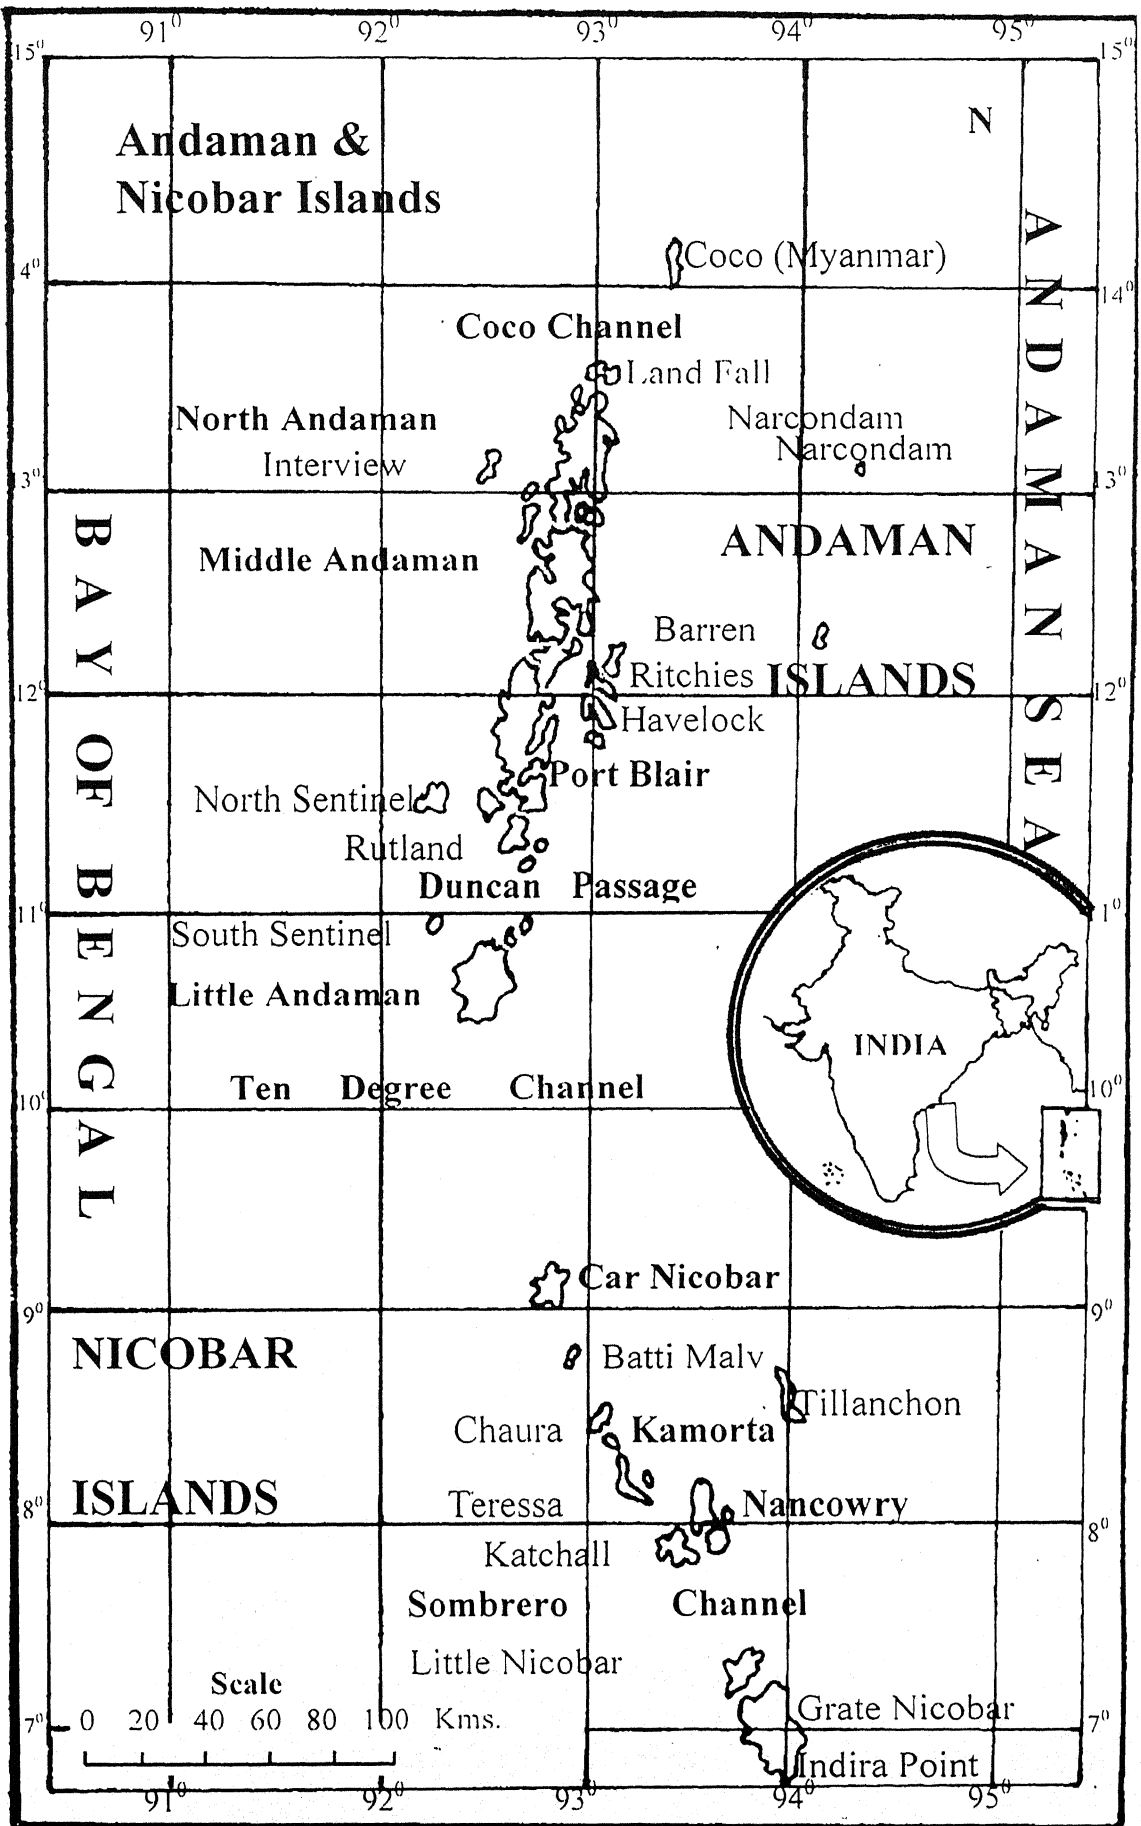 91⁰ 92⁰ 93⁰ 94⁰ 95⁰
15⁰ 15⁰
N
Andaman &
Nicobar Islands
Coco (Myanmar)
4⁰ 14⁰
Coco Channel
Land Fall
North Andaman
Narcondam
Interview
Narcondam
13⁰ 13⁰
ANDAMAN
Middle Andaman
Barren
Ritchies
ISLANDS
12⁰ 12⁰
Havelock
Port Blair
North Sentinel
Rutland
Duncan Passage
11⁰ 1⁰
South Sentinel
Little Andaman
INDIA
Ten Degree Channel
10⁰ 10⁰
BAY OF BENGAL
ANDAMAN SEA
Car Nicobar
9⁰ 9⁰
NICOBAR
Batti Malv
Tillanchon
Chaura
Kamorta
ISLANDS
Teressa
Nancowry
8⁰ 8⁰
Katchall
Sombrero Channel
Little Nicobar
Scale
0 20 40 60 80 100 Kms.
Grate Nicobar
7⁰ 7⁰
Indira Point
91⁰ 92⁰ 93⁰ 94⁰ 95⁰